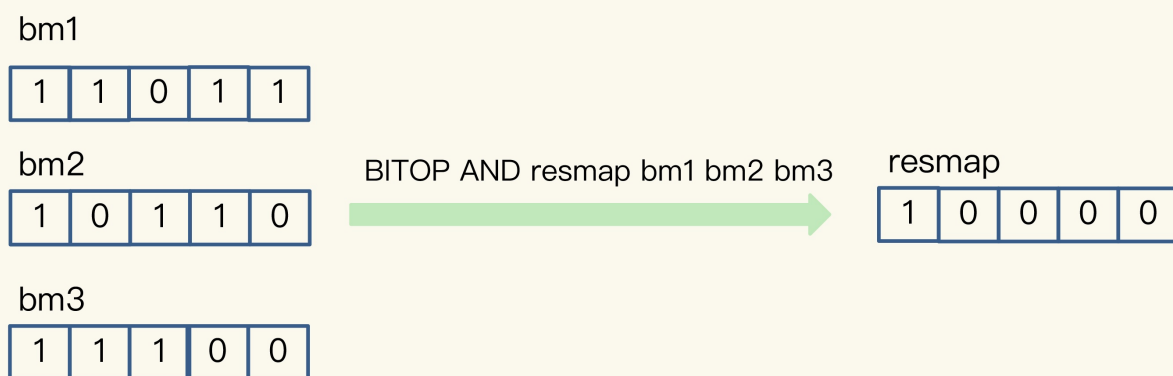 bm1
1 1 0 1 1
bm2
1 0 1 1 0
BITOP AND resmap bm1 bm2 bm3
resmap
1 0 0 0 0
bm3
1 1 1 0 0